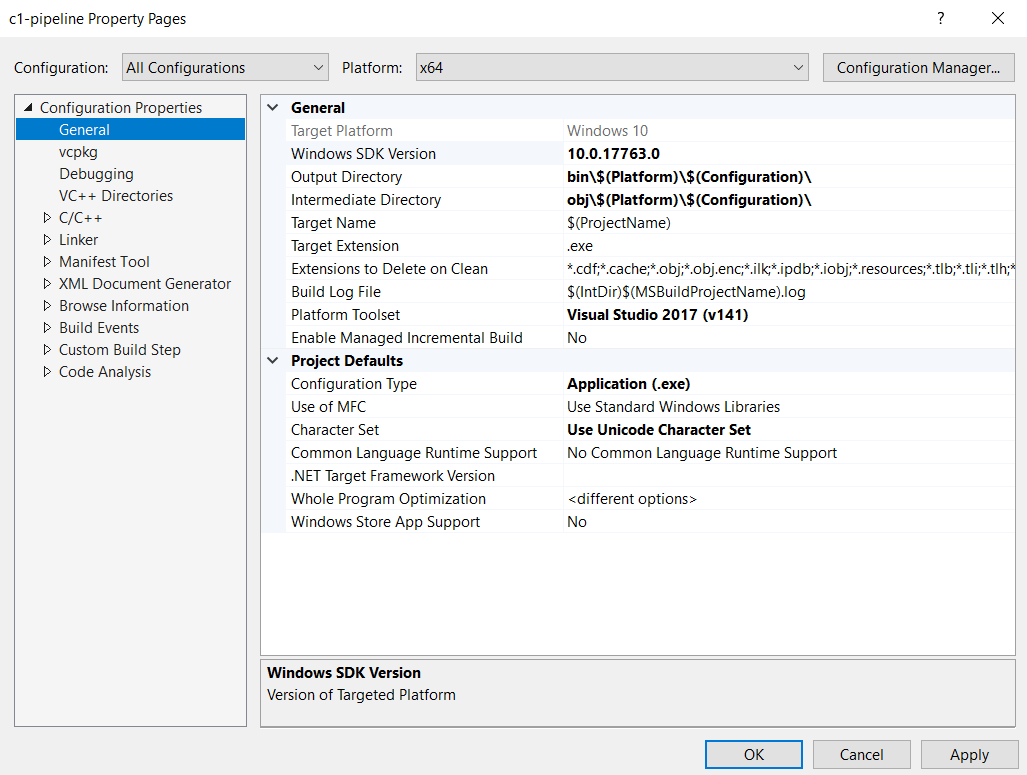 c1-pipeline Property Pages ?
Configuration: All Configurations Platform: x64 Configuration Manager...
Configuration Properties
General
vcpkg
Debugging
VC++ Directories
C/C++
Linker
Manifest Tool
XML Document Generator
Browse Information
Build Events
Custom Build Step
Code Analysis
General
Target Platform Windows 10
Windows SDK Version 10.0.17763.0
Output Directory bin\$(Platform)\$(Configuration)\
Intermediate Directory obj\$(Platform)\$(Configuration)\
Target Name $(ProjectName)
Target Extension .exe
Extensions to Delete on Clean *.cdf;*.cache;*.obj;*.obj.enc;*.ilk;*.ipdb;*.iobj;*.resources;*.tlb;*.tli;*.tlh;*
Build Log File $(IntDir)$(MSBuildProjectName).log
Platform Toolset Visual Studio 2017 (v141)
Enable Managed Incremental Build No
Project Defaults
Configuration Type Application (.exe)
Use of MFC Use Standard Windows Libraries
Character Set Use Unicode Character Set
Common Language Runtime Support No Common Language Runtime Support
.NET Target Framework Version
Whole Program Optimization <different options>
Windows Store App Support No
Windows SDK Version
Version of Targeted Platform
OK Cancel Apply